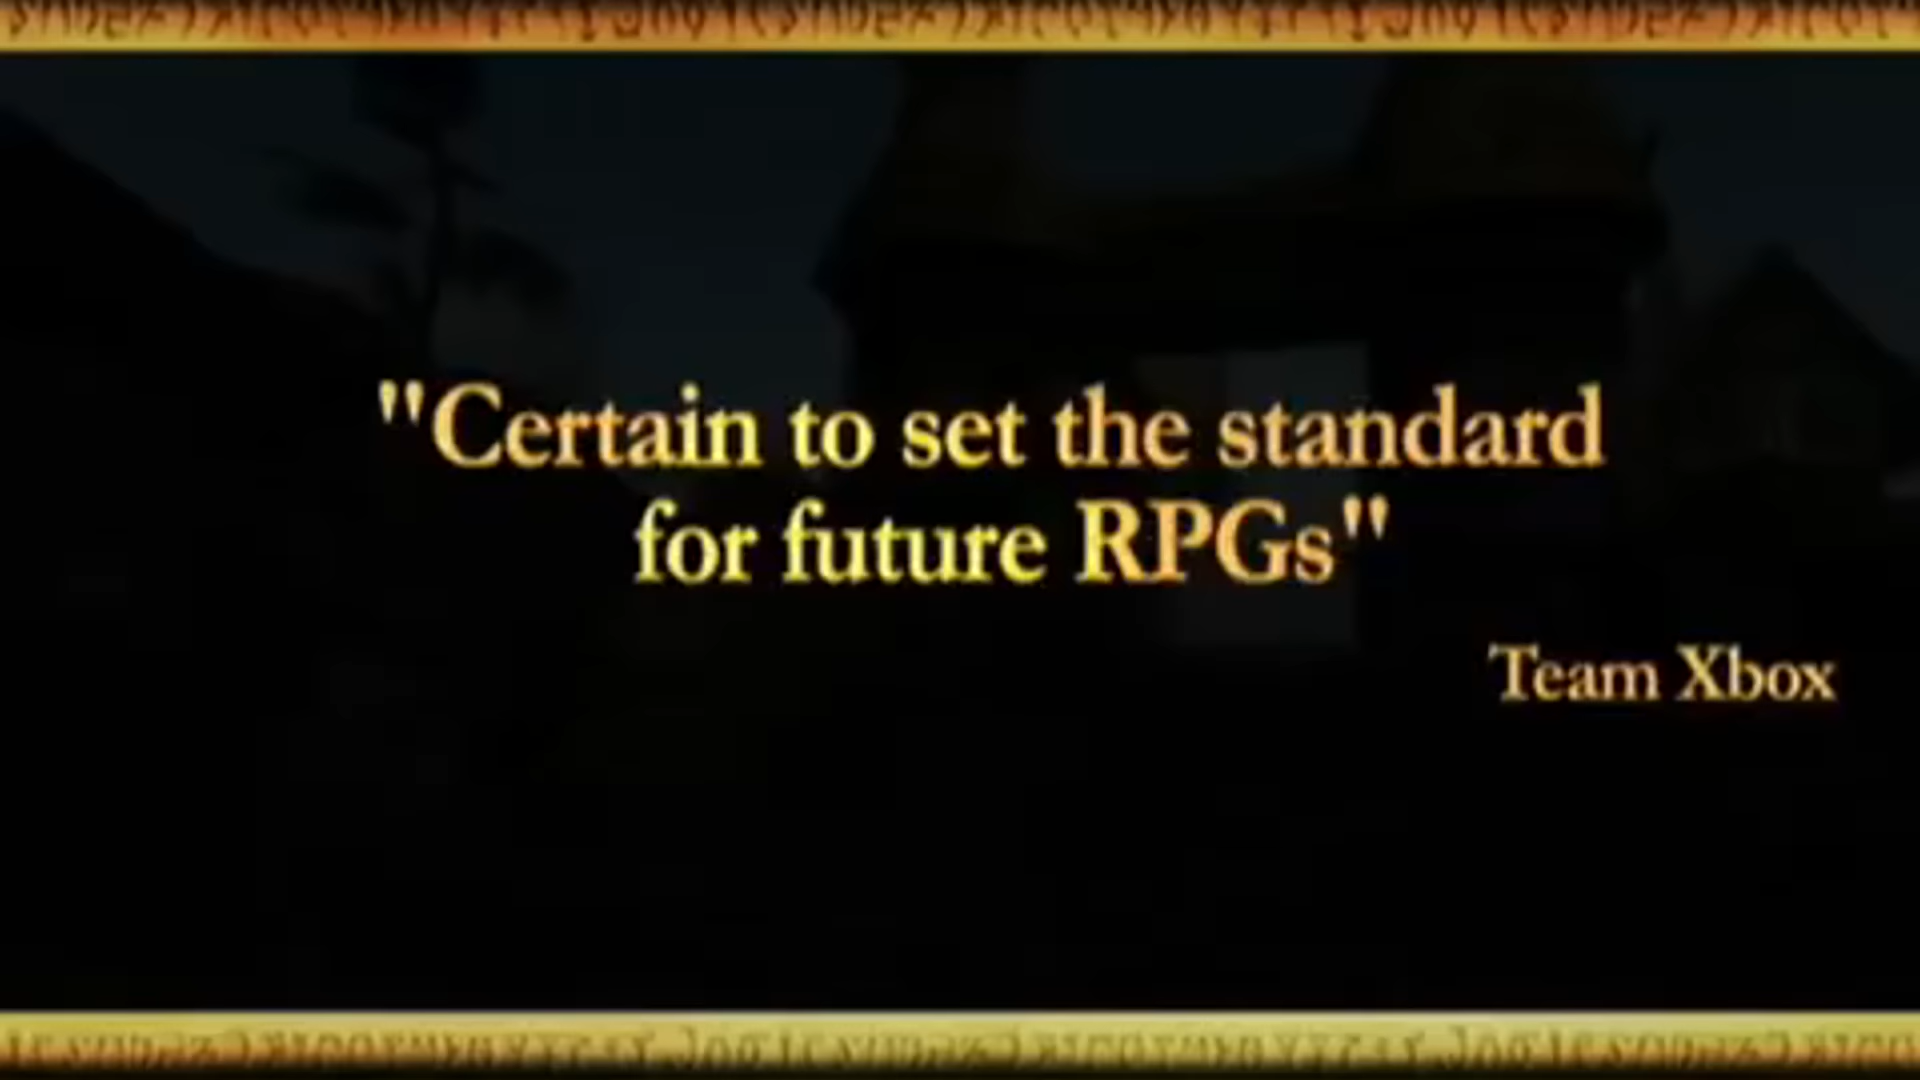 "Certain to set the standard
for future RPGs"
Team Xbox